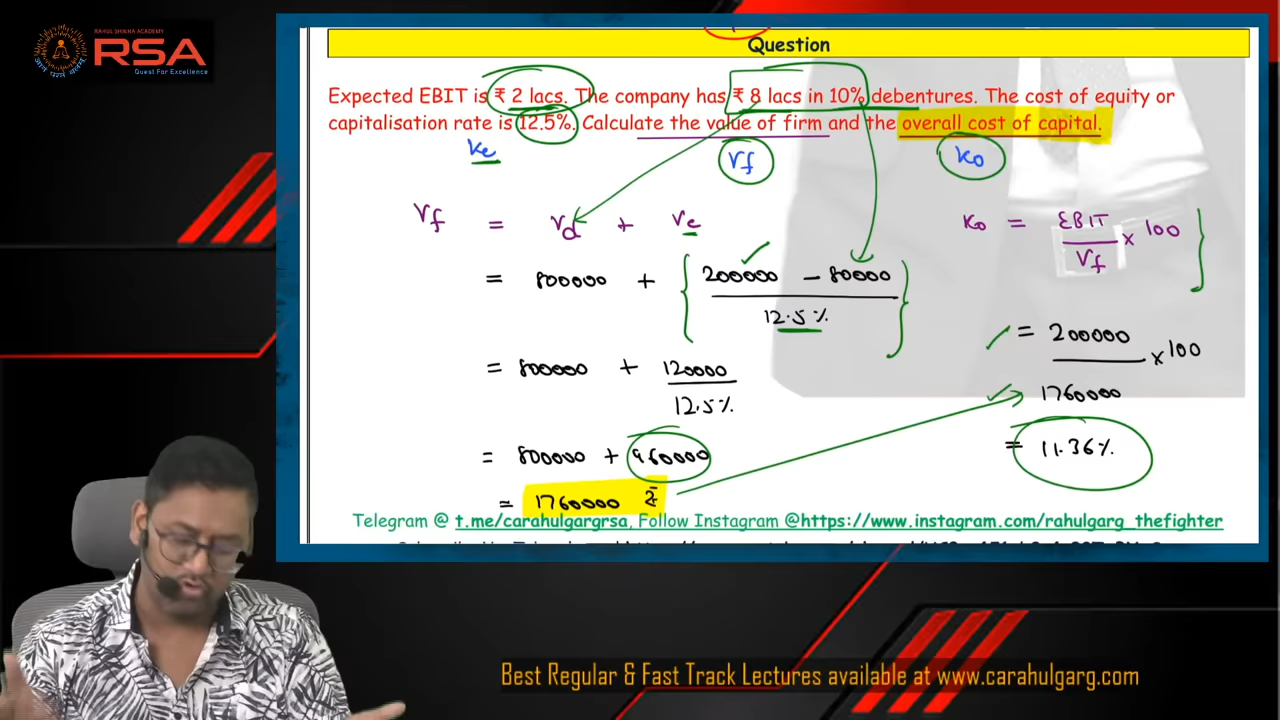 RAHUL SHIKHA ACADEMY
RSA
Quest For Excellence
Question
Expected EBIT is ₹ 2 lacs. The company has ₹ 8 lacs in 10% debentures. The cost of equity or
capitalisation rate is 12.5%. Calculate the value of firm and the overall cost of capital.
Ke Vf Ko
Vf = Vd + Ve
= 800000 + { 200000 - 80000 / 12.5% }
= 800000 + 120000 / 12.5%
= 800000 + 960000
= 1760000
Ko = EBIT / Vf × 100
= 200000 / 1760000 × 100
= 11.36%
Telegram @ t.me/carahulgargrsa, Follow Instagram @https://www.instagram.com/rahulgarg_thefighter
Best Regular & Fast Track Lectures available at www.carahulgarg.com